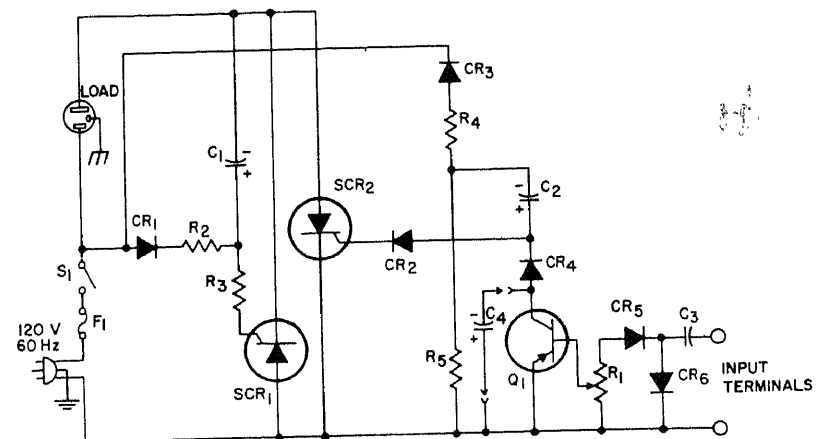 LOAD
CR3
R4
C1
-
+
SCR2
-
C2
+
CR1
R2
CR2
CR4
S1
R3
-
C4
+
CR5
C3
120 V
60 Hz
F1
R5
Q1
R1
CR6
INPUT
TERMINALS
SCR1